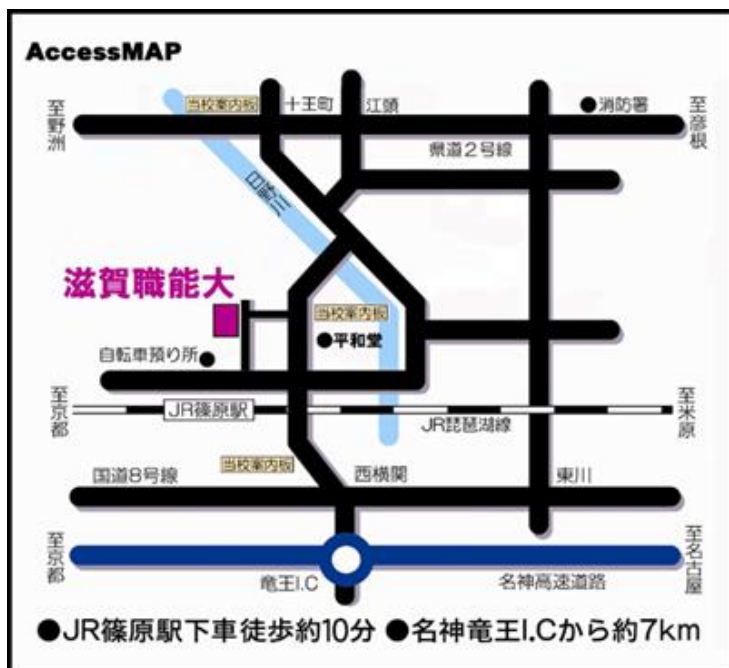 AccessMAP
当校案内板
十王町
江頭
消防署
至野洲
至彦根
県道2号線
日野川
滋賀職能大
当校案内板
平和堂
自転車預り所
至京都
JR篠原駅
JR琵琶湖線
至米原
当校案内板
国道8号線
西横関
東川
至京都
至名古屋
竜王I.C
名神高速道路
●JR篠原駅下車徒歩約10分 ●名神竜王I.Cから約7km